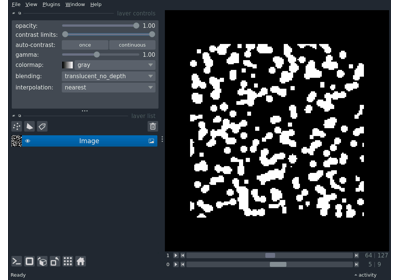 File View Plugins Window Help
layer controls
opacity: 1.00
contrast limits:
auto-contrast: once continuous
gamma: 1.00
colormap: gray
blending: translucent_no_depth
interpolation: nearest
layer list
Image
1 64 127
0 5 9
Ready activity